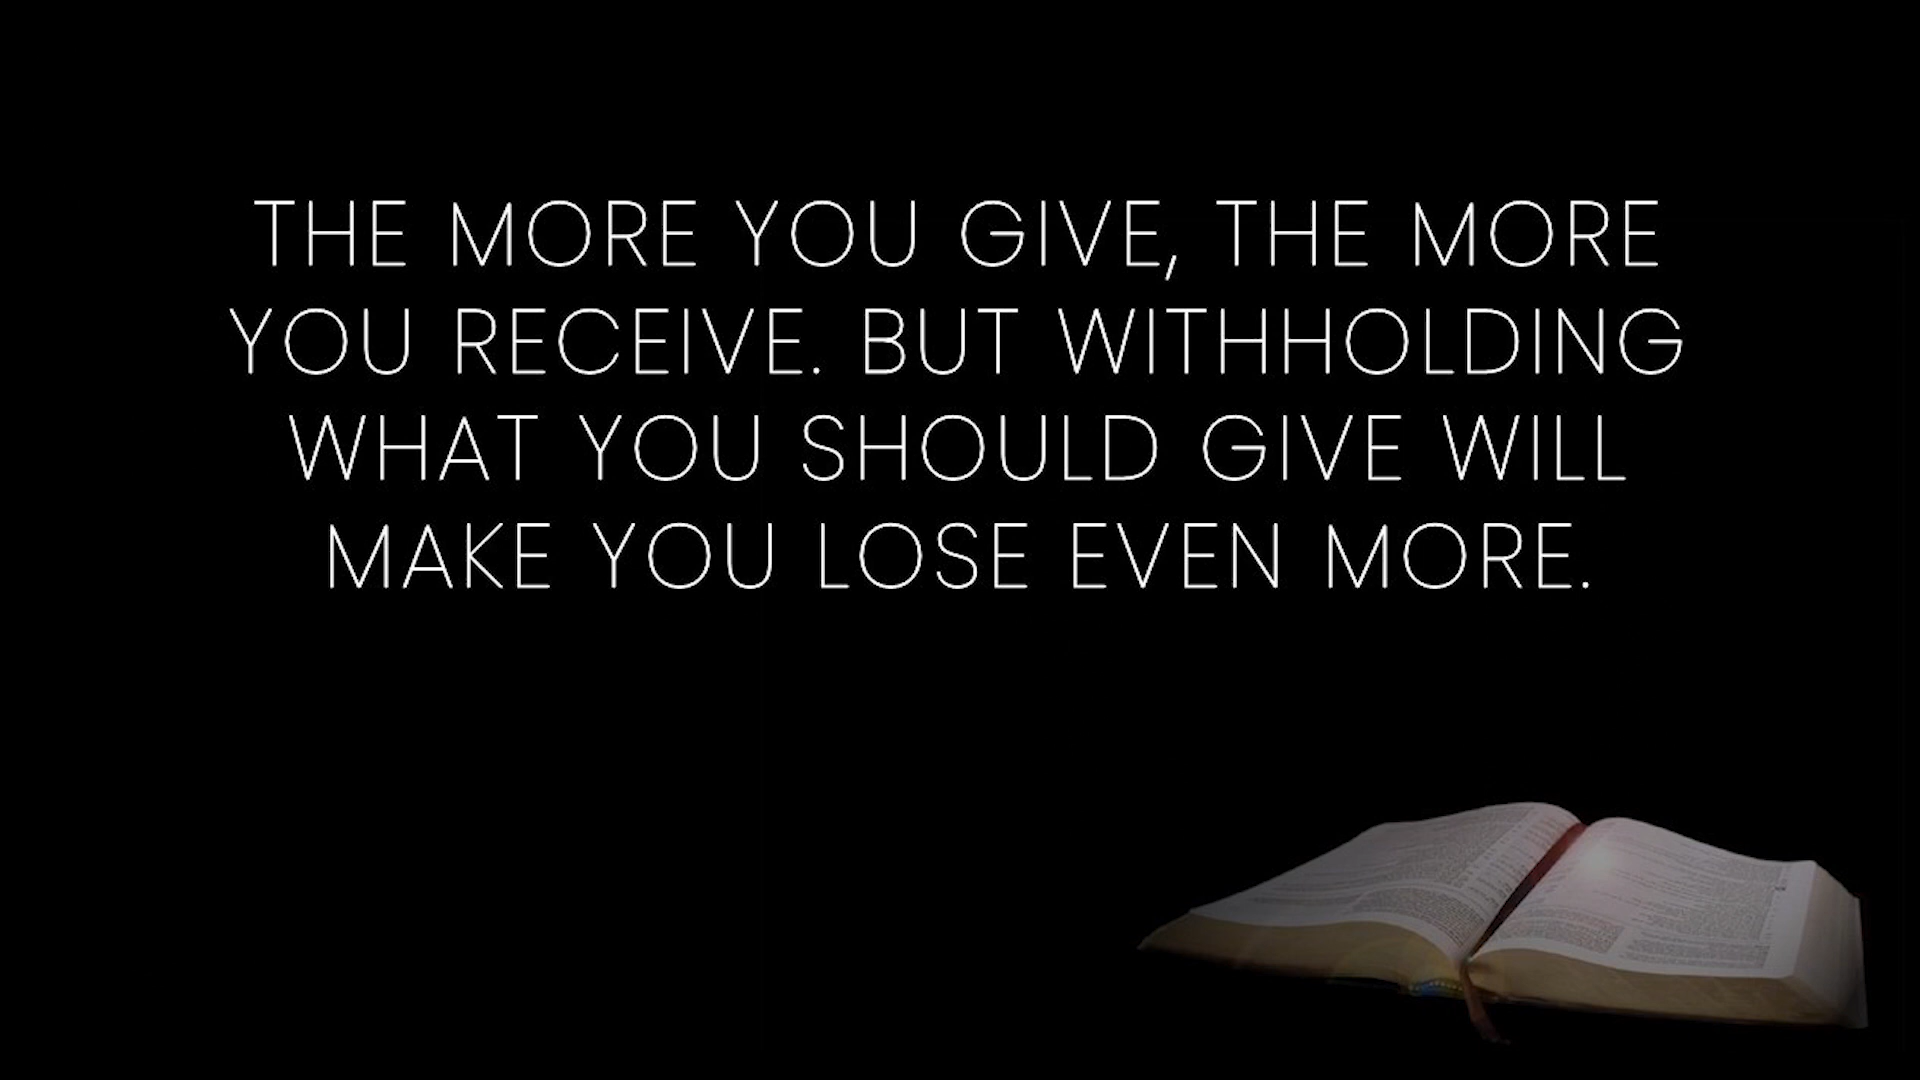 THE MORE YOU GIVE, THE MORE
YOU RECEIVE. BUT WITHHOLDING
WHAT YOU SHOULD GIVE WILL
MAKE YOU LOSE EVEN MORE.